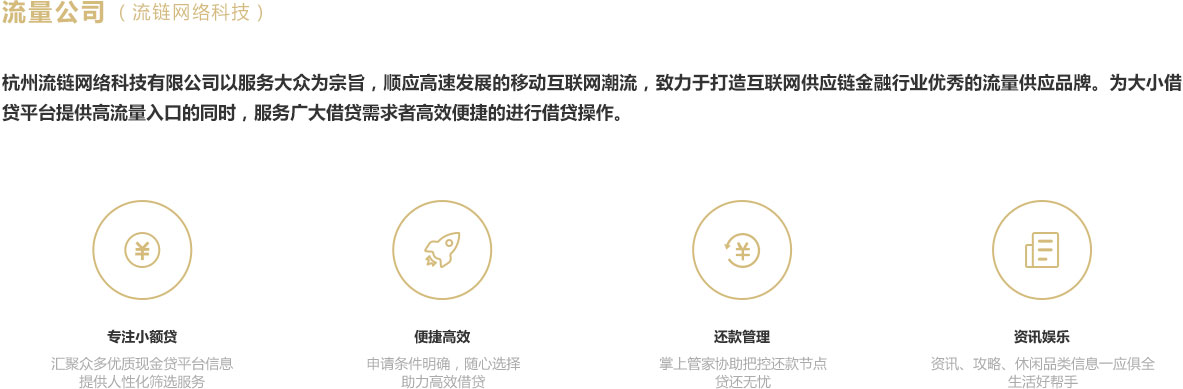 流量公司（流链网络科技）
杭州流链网络科技有限公司以服务大众为宗旨，顺应高速发展的移动互联网潮流，致力于打造互联网供应链金融行业优秀的流量供应品牌。为大小借
贷平台提供高流量入口的同时，服务广大借贷需求者高效便捷的进行借贷操作。
专注小额贷
汇聚众多优质现金贷平台信息
提供人性化筛选服务
便捷高效
申请条件明确，随心选择
助力高效借贷
还款管理
掌上管家协助把控还款节点
贷还无忧
资讯娱乐
资讯、攻略、休闲品类信息一应俱全
生活好帮手